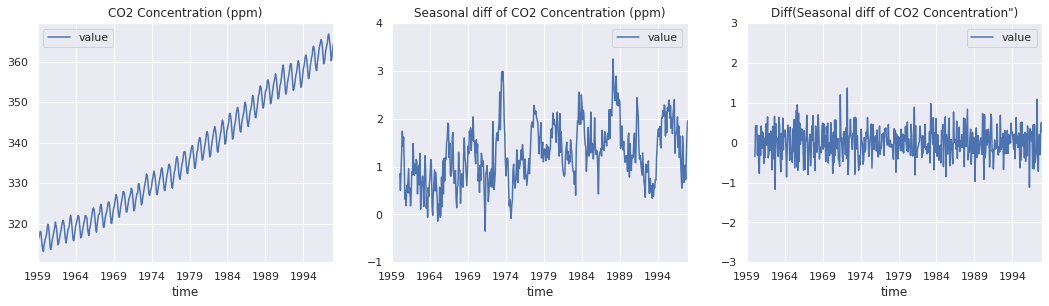 CO2 Concentration (ppm)
value
360
350
340
330
320
1959 1964 1969 1974 1979 1984 1989 1994
time
Seasonal diff of CO2 Concentration (ppm)
value
4
3
2
1
0
−1
1959 1964 1969 1974 1979 1984 1989 1994
time
Diff(Seasonal diff of CO2 Concentration")
value
3
2
1
0
−1
−2
−3
1959 1964 1969 1974 1979 1984 1989 1994
time